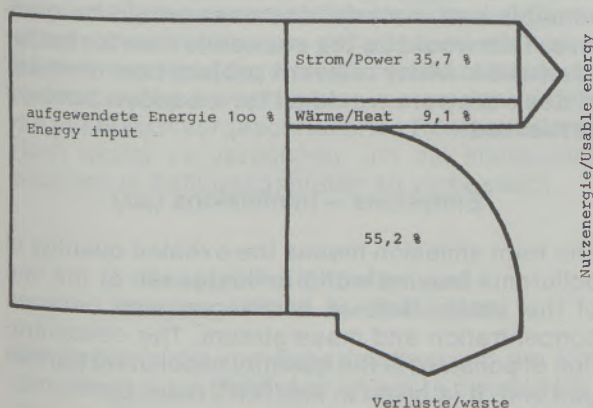 Strom/Power 35,7 %
aufgewendete Energie 1oo %
Energy input
Wärme/Heat 9,1 %
55,2 %
Nutzenergie/Usable energy
Verluste/waste